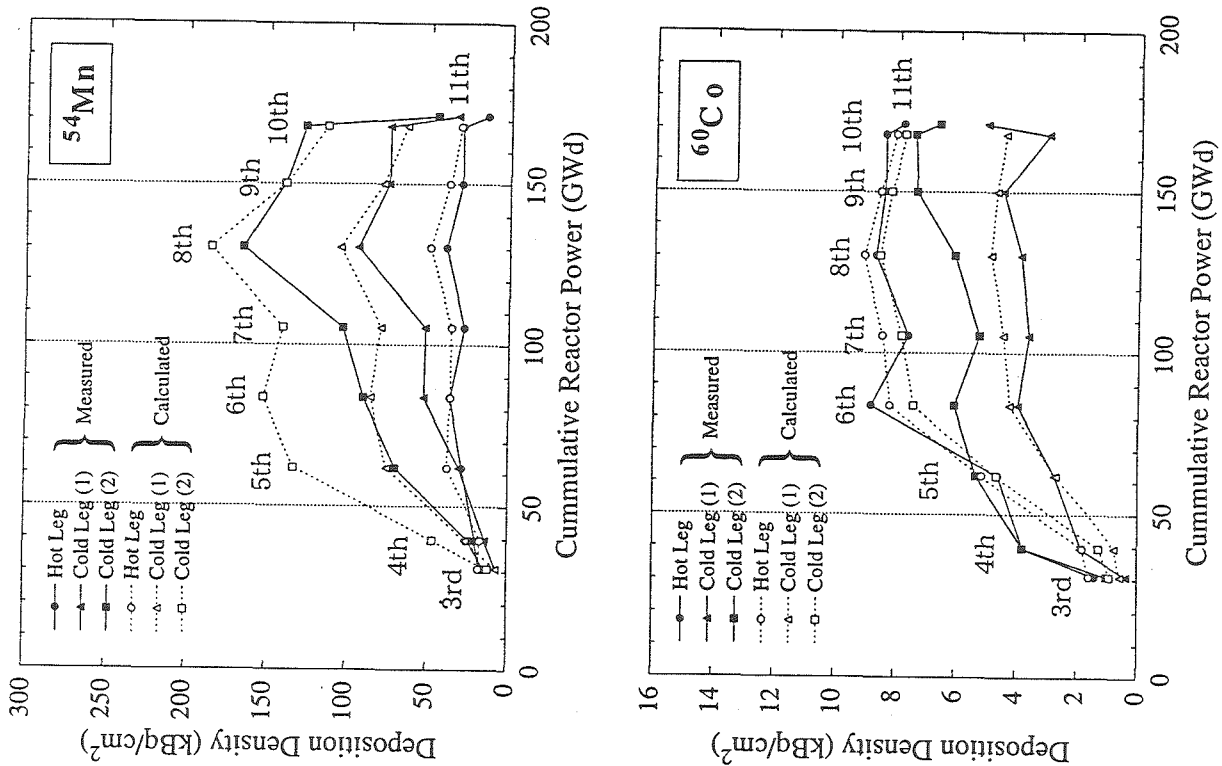 54Mn
Hot Leg
Cold Leg (1)
Cold Leg (2)
Measured
Hot Leg
Cold Leg (1)
Cold Leg (2)
Calculated
3rd
4th
5th
6th
7th
8th
9th
10th
11th
300
250
200
150
100
50
0
Deposition Density (kBq/cm2)
0
50
100
150
200
Cummulative Reactor Power (GWd)
60Co
Hot Leg
Cold Leg (1)
Cold Leg (2)
Measured
Hot Leg
Cold Leg (1)
Cold Leg (2)
Calculated
3rd
4th
5th
6th
7th
8th
9th
10th
11th
16
14
12
10
8
6
4
2
0
Deposition Density (kBq/cm2)
0
50
100
150
200
Cummulative Reactor Power (GWd)